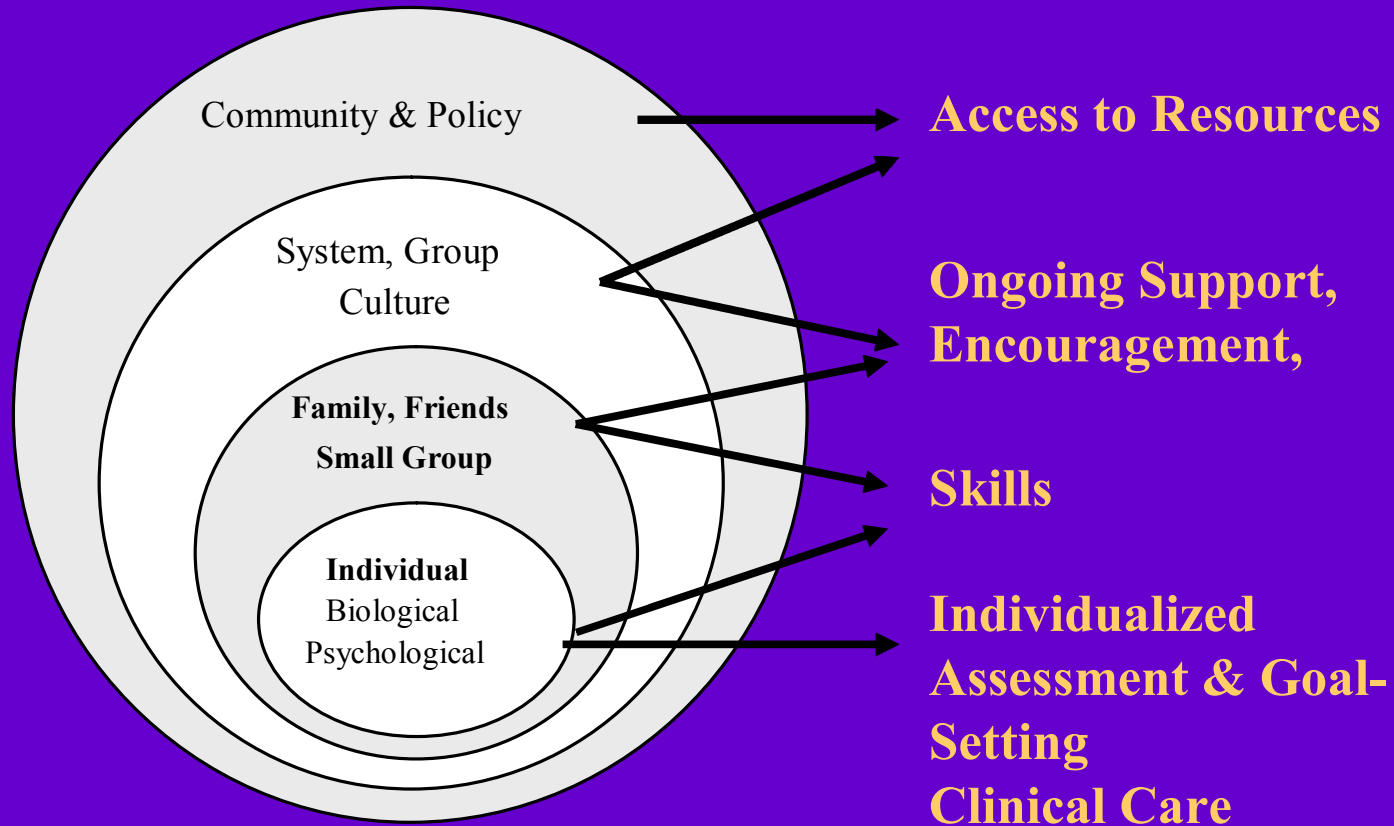 Community & Policy
System, Group
Culture
Family, Friends
Small Group
Individual
Biological
Psychological
Access to Resources
Ongoing Support,
Encouragement,
Skills
Individualized
Assessment & Goal-
Setting
Clinical Care